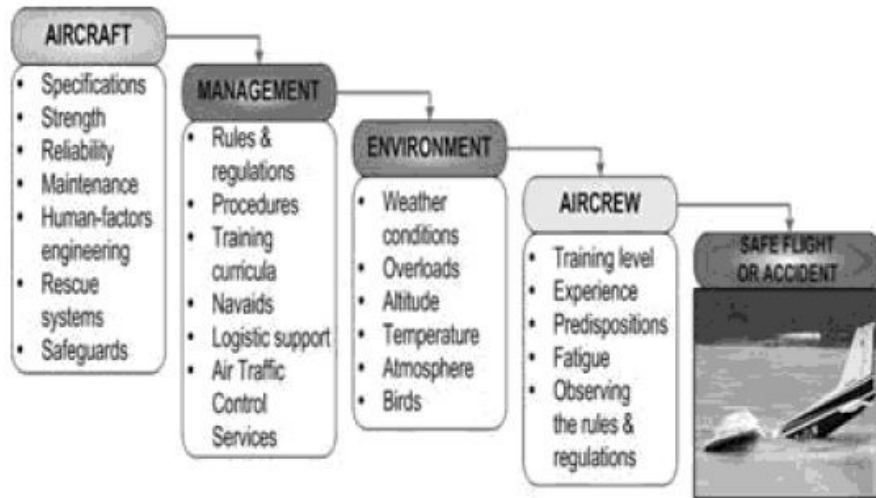 AIRCRAFT
• Specifications
• Strength
• Reliability
• Maintenance
• Human-factors
engineering
• Rescue
systems
• Safeguards
MANAGEMENT
• Rules &
regulations
• Procedures
• Training
curricula
• Navaids
• Logistic support
• Air Traffic
Control
Services
ENVIRONMENT
• Weather
conditions
• Overloads
• Altitude
• Temperature
• Atmosphere
• Birds
AIRCREW
• Training level
• Experience
• Predispositions
• Fatigue
• Observing
the rules &
regulations
SAFE FLIGHT
OR ACCIDENT